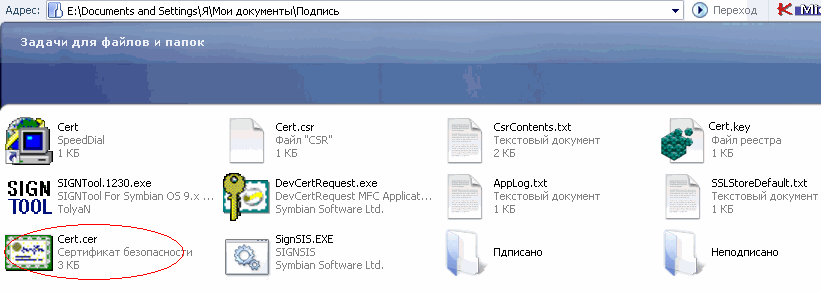 Адрес: E:\Documents and Settings\Я\Мои документы\Подпись Переход
Задачи для файлов и папок
Cert Cert.csr CsrContents.txt Cert.key
SpeedDial Файл "CSR" Текстовый документ Файл реестра
1 КБ 1 КБ 2 КБ 1 КБ
SIGN TOOL
SIGNTool.1230.exe DevCertRequest.exe AppLog.txt SSLStoreDefault.txt
SIGNTool For Symbian OS 9.x ... DevCertRequest MFC Applicat... Текстовый документ Текстовый документ
TolyaN Symbian Software Ltd. 1 КБ 1 КБ
Cert.cer SignSIS.EXE Пдписано Неподписано
Сертификат безопасности SIGNSIS
3 КБ Symbian Software Ltd.